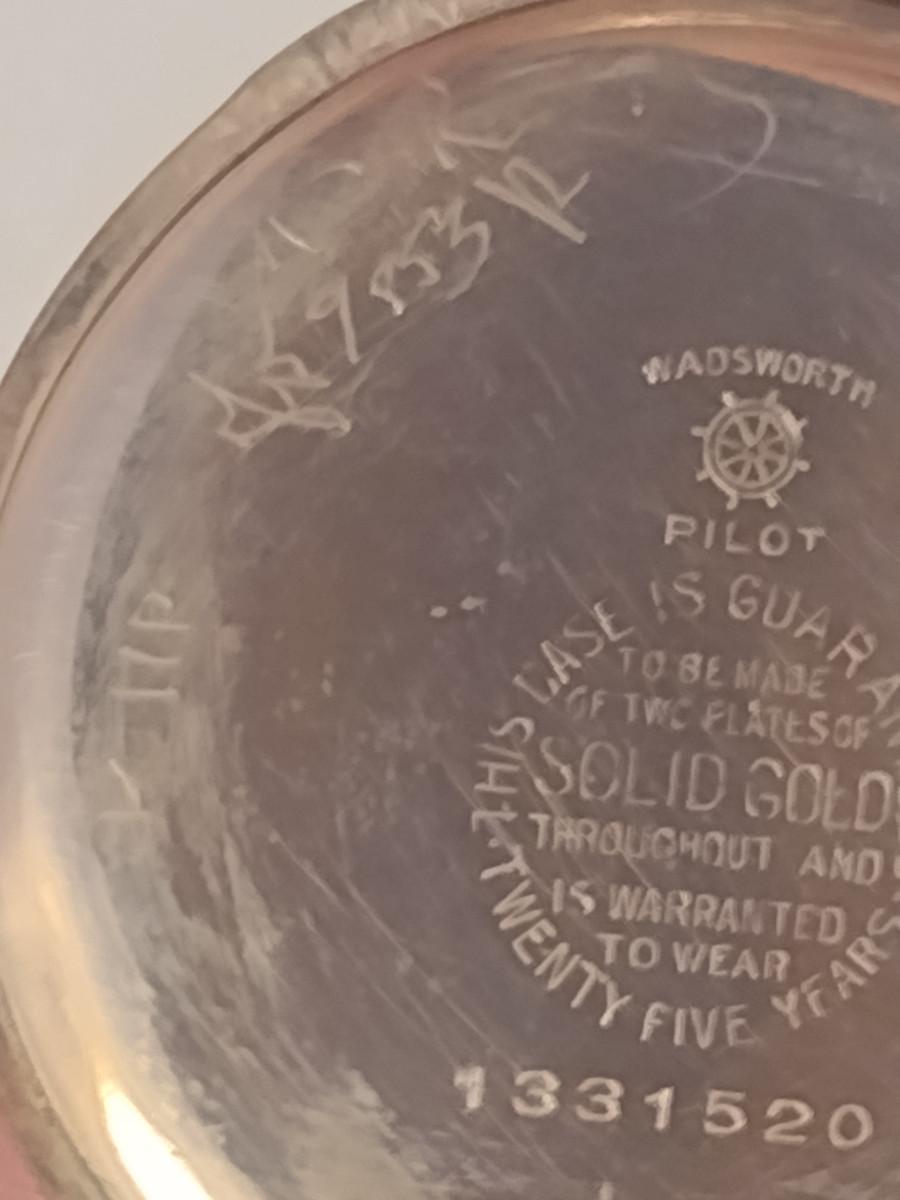 WADSWORTH
PILOT
THIS CASE IS GUARAN
TO BE MADE
OF TWO PLATES OF
SOLID GOLD
THROUGHOUT AND
IS WARRANTED
TO WEAR
TWENTY FIVE YEARS
1331520